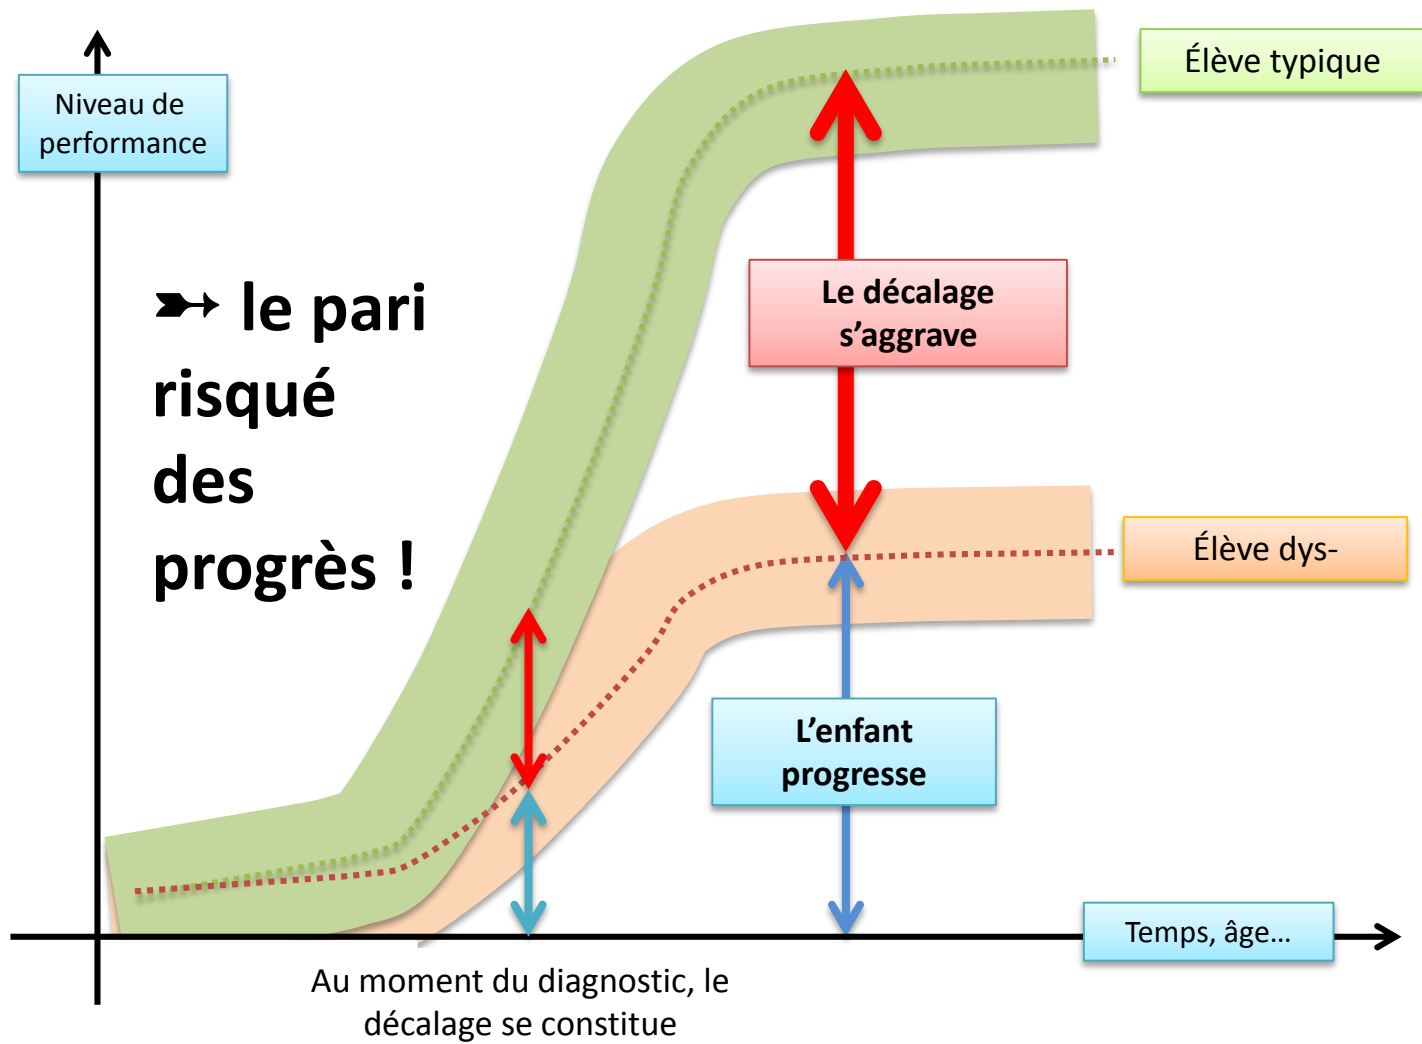 Élève typique
Niveau de
performance
➳ le pari
risqué
des
progrès !
Le décalage
s’aggrave
Élève dys-
L’enfant
progresse
Temps, âge…
Au moment du diagnostic, le
décalage se constitue